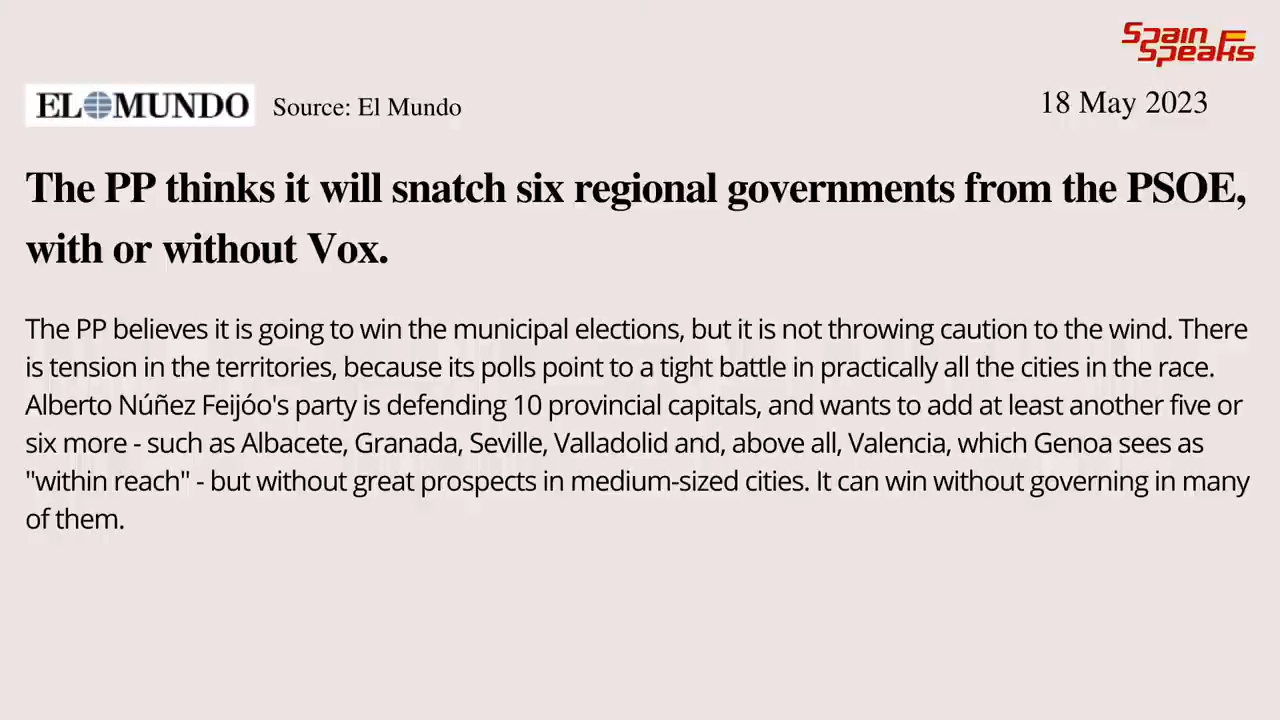 Spain
Speaks
EL MUNDO
Source: El Mundo
18 May 2023
The PP thinks it will snatch six regional governments from the PSOE,
with or without Vox.
The PP believes it is going to win the municipal elections, but it is not throwing caution to the wind. There
is tension in the territories, because its polls point to a tight battle in practically all the cities in the race.
Alberto Núñez Feijóo's party is defending 10 provincial capitals, and wants to add at least another five or
six more - such as Albacete, Granada, Seville, Valladolid and, above all, Valencia, which Genoa sees as
"within reach" - but without great prospects in medium-sized cities. It can win without governing in many
of them.